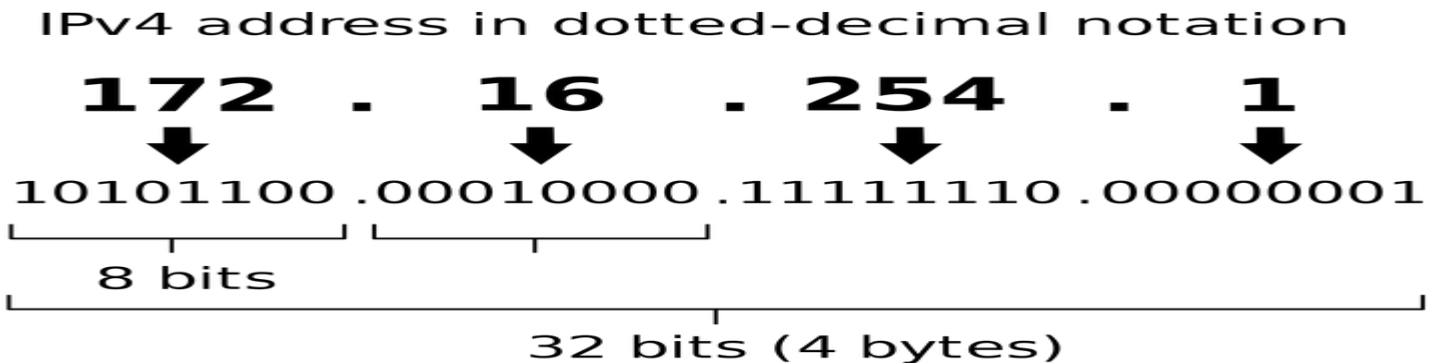 IPv4 address in dotted-decimal notation
172 . 16 . 254 . 1
10101100 .00010000 .11111110 .00000001
8 bits
32 bits (4 bytes)